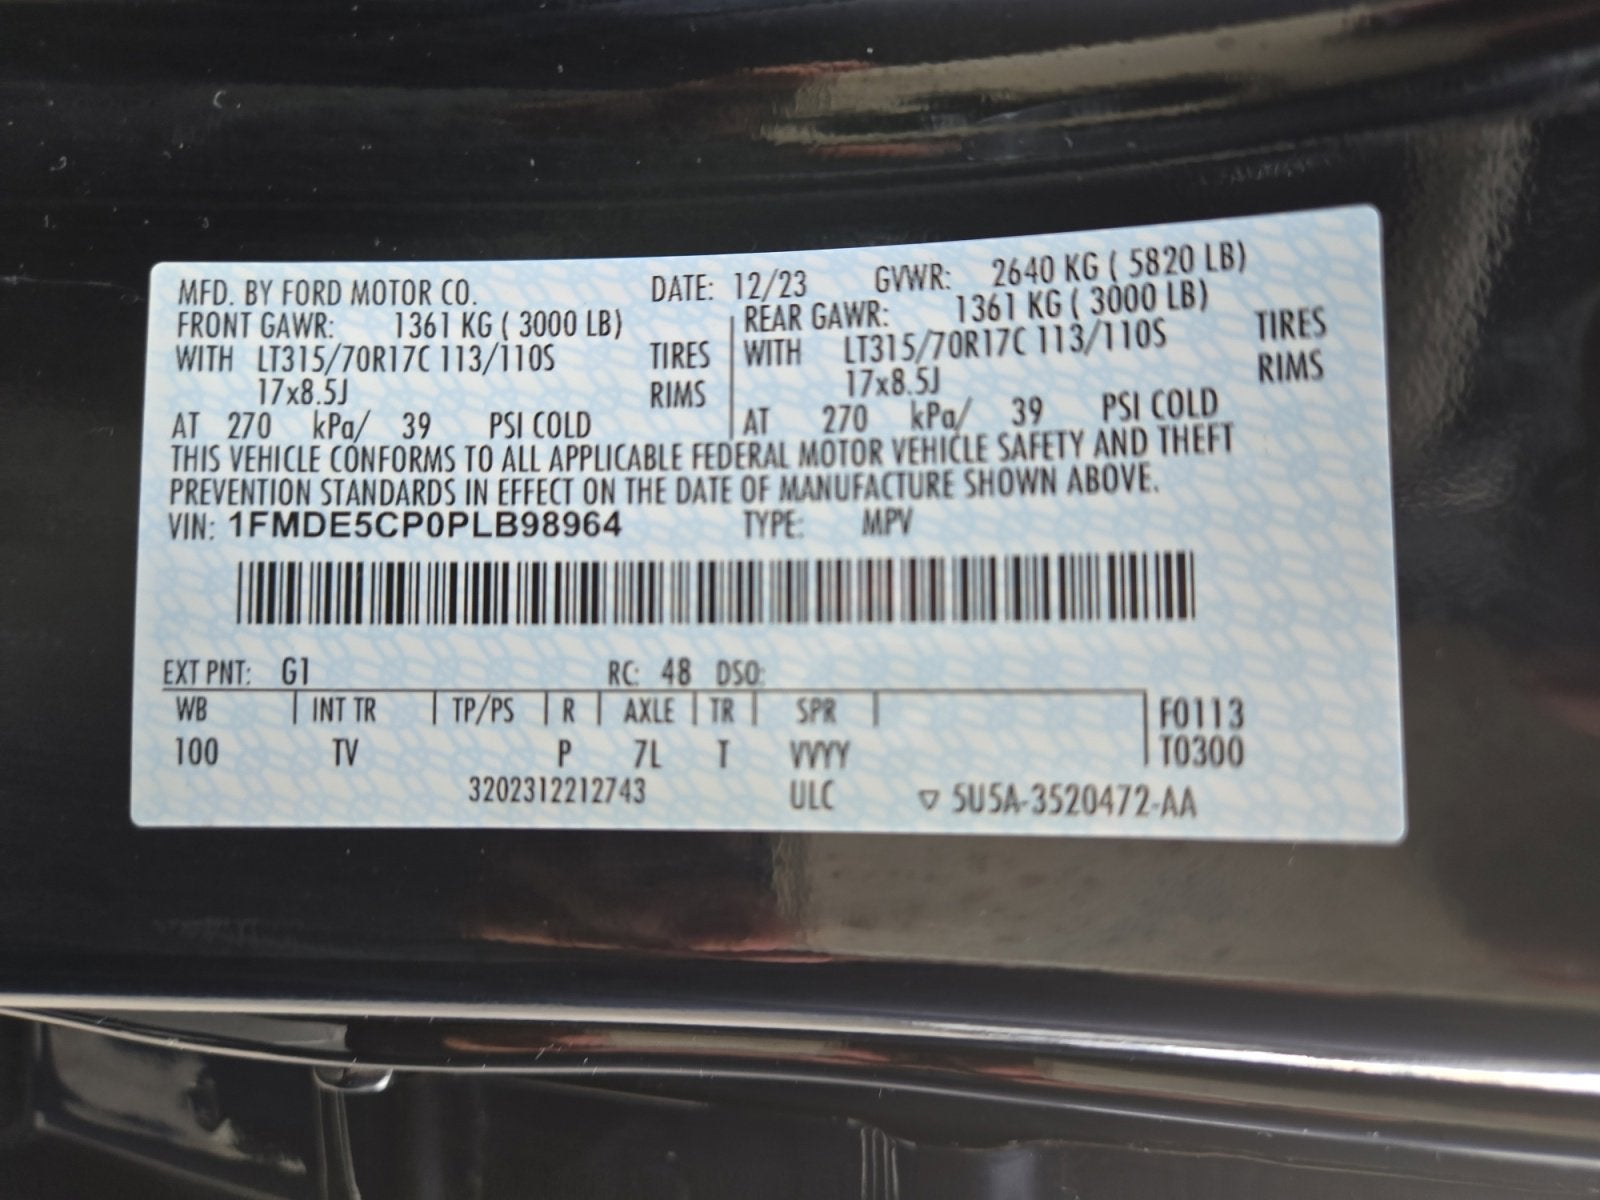 MFD. BY FORD MOTOR CO. DATE: 12/23 GVWR: 2640 KG ( 5820 LB)
FRONT GAWR: 1361 KG ( 3000 LB) REAR GAWR: 1361 KG ( 3000 LB)
WITH LT315/70R17C 113/110S TIRES WITH LT315/70R17C 113/110S TIRES
17x8.5J RIMS 17x8.5J RIMS
AT 270 kPa/ 39 PSI COLD AT 270 kPa/ 39 PSI COLD
THIS VEHICLE CONFORMS TO ALL APPLICABLE FEDERAL MOTOR VEHICLE SAFETY AND THEFT
PREVENTION STANDARDS IN EFFECT ON THE DATE OF MANUFACTURE SHOWN ABOVE.
VIN: 1FMDE5CP0PLB98964 TYPE: MPV
EXT PNT: G1 RC: 48 DSO:
WB INT TR TP/PS R AXLE TR SPR F0113
100 TV P 7L T VVYY T0300
3202312212743 ULC ▽ 5U5A-3520472-AA